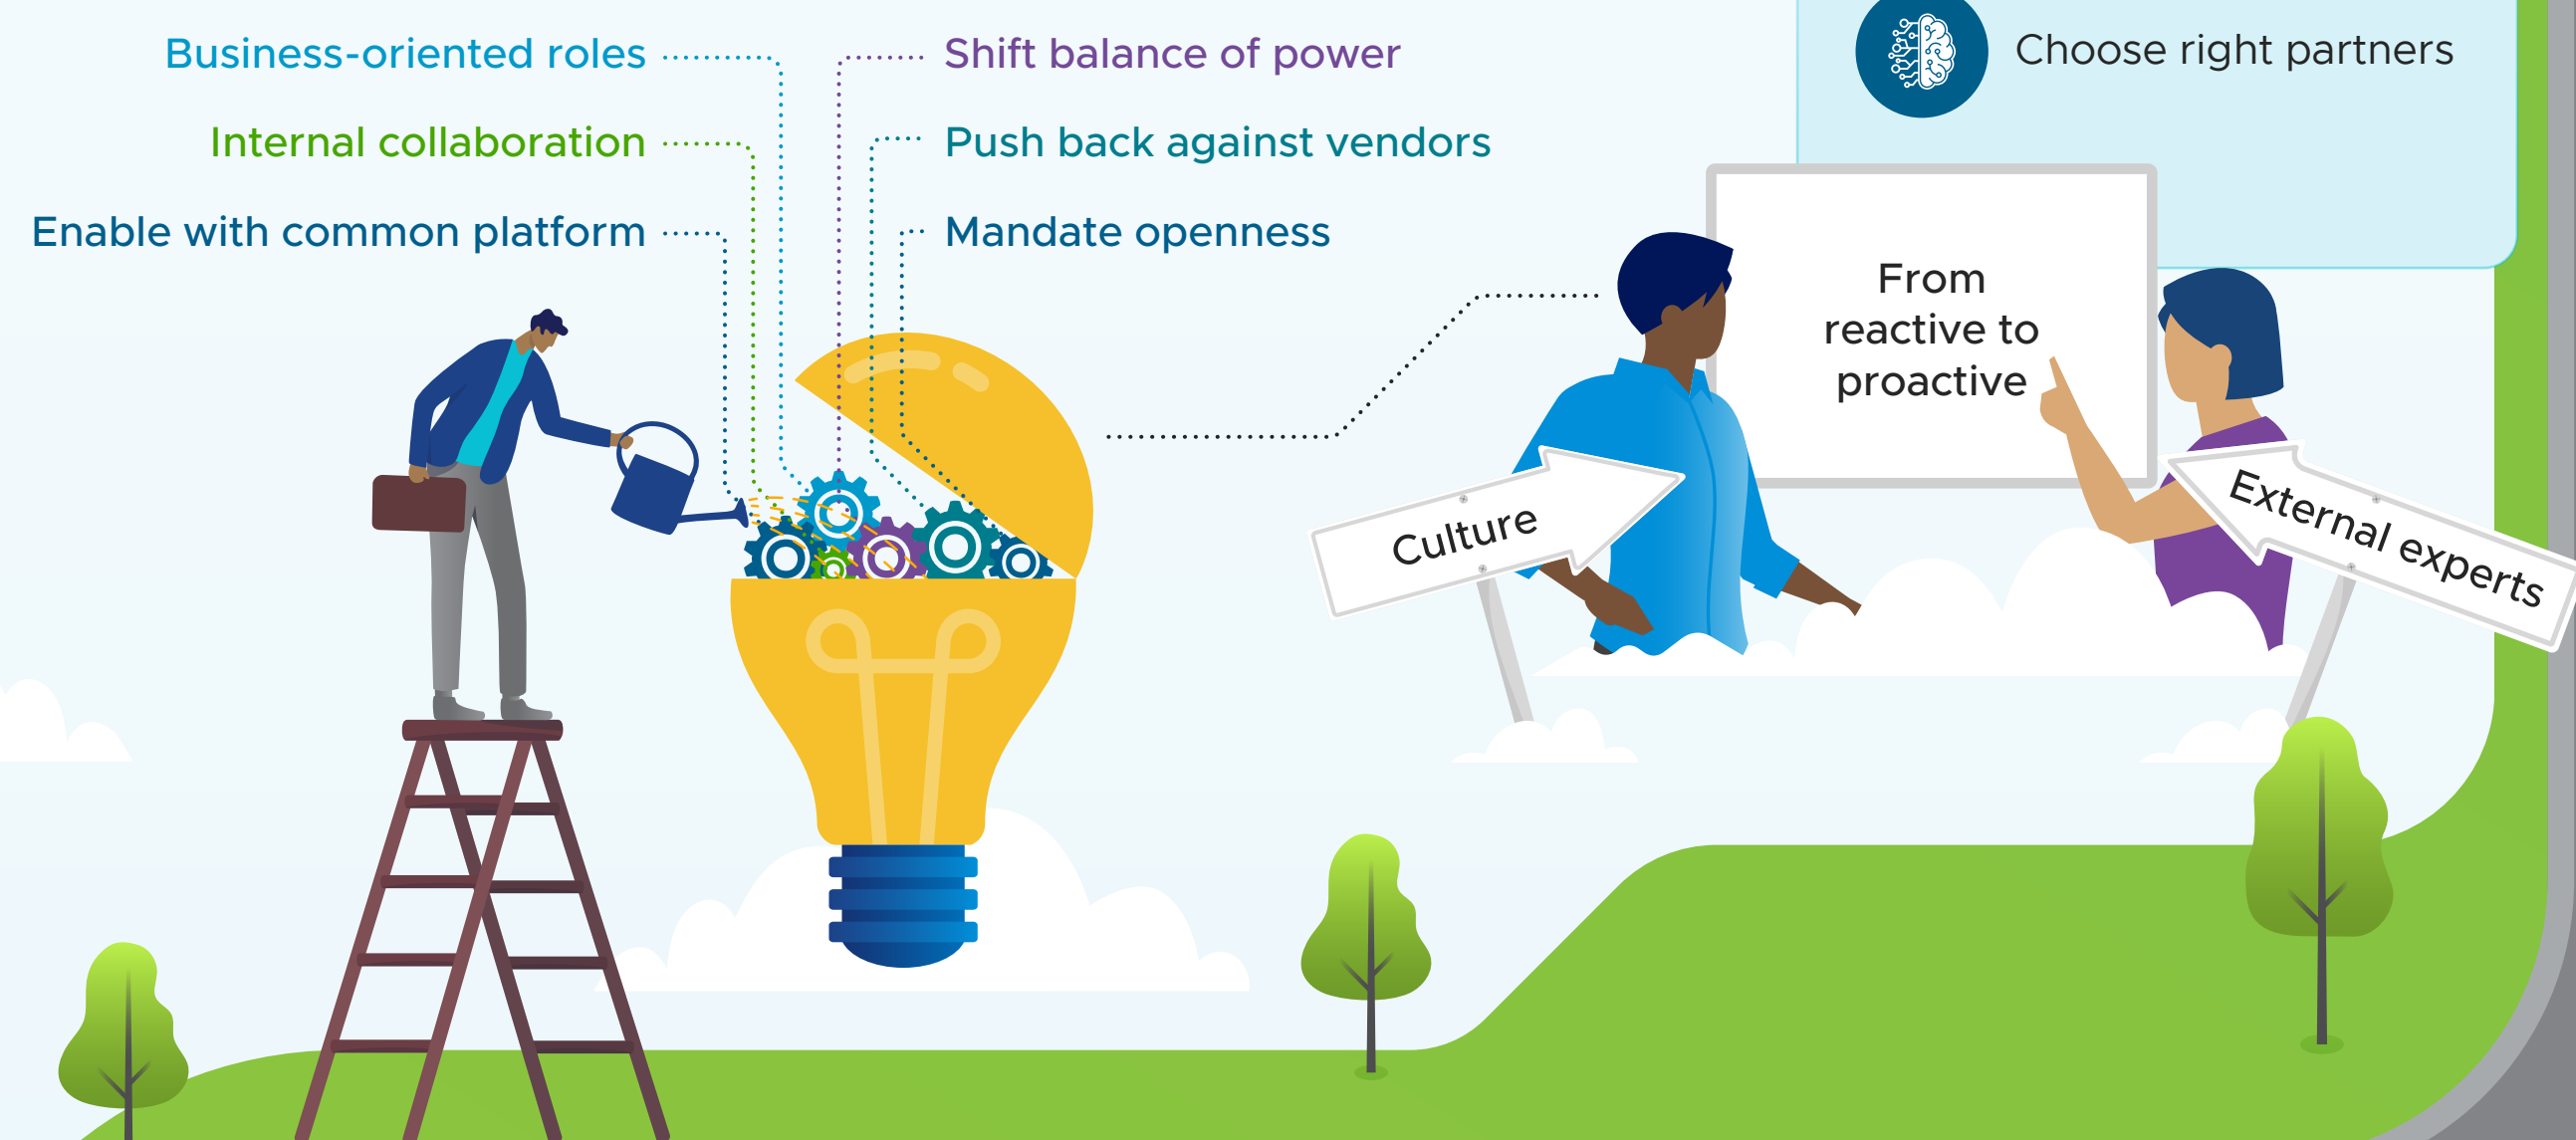 Business-oriented roles
Internal collaboration
Enable with common platform
Shift balance of power
Push back against vendors
Mandate openness
Choose right partners
From
reactive to
proactive
Culture
External experts